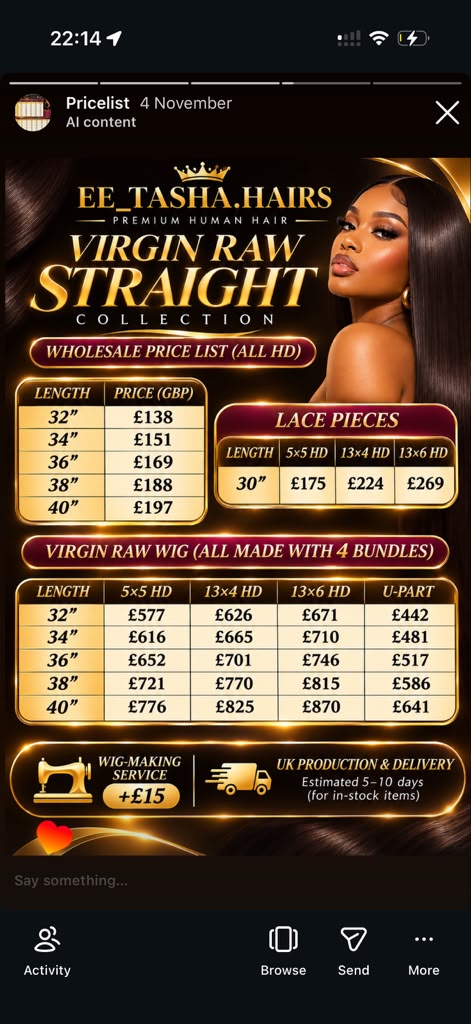 22:14
Pricelist 4 November
AI content
EE_TASHA.HAIRS
PREMIUM HUMAN HAIR
VIRGIN RAW
STRAIGHT
COLLECTION
WHOLESALE PRICE LIST (ALL HD)
LENGTH PRICE (GBP)
32” £138
34” £151
36” £169
38” £188
40” £197
LACE PIECES
LENGTH 5×5 HD 13×4 HD 13×6 HD
30” £175 £224 £269
VIRGIN RAW WIG (ALL MADE WITH 4 BUNDLES)
LENGTH 5×5 HD 13×4 HD 13×6 HD U-PART
32” £577 £626 £671 £442
34” £616 £665 £710 £481
36” £652 £701 £746 £517
38” £721 £770 £815 £586
40” £776 £825 £870 £641
WIG-MAKING
SERVICE
+£15
UK PRODUCTION & DELIVERY
Estimated 5–10 days
(for in-stock items)
Say something...
Activity Browse Send More